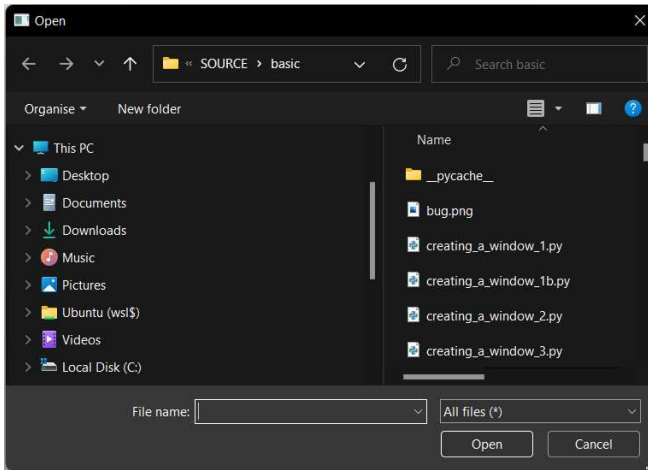 Open
« SOURCE › basic
Search basic
Organise
New folder
This PC
Desktop
Documents
Downloads
Music
Pictures
Ubuntu (wsl$)
Videos
Local Disk (C:)
Name
__pycache__
bug.png
creating_a_window_1.py
creating_a_window_1b.py
creating_a_window_2.py
creating_a_window_3.py
File name:
All files (*)
Open
Cancel